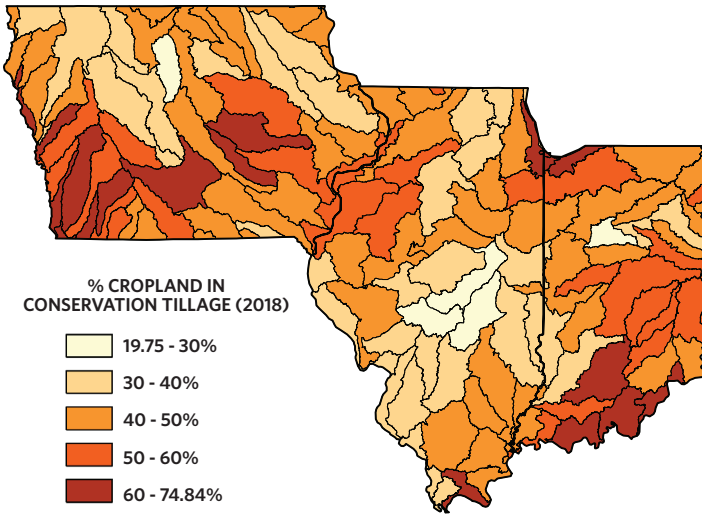 % CROPLAND IN
CONSERVATION TILLAGE (2018)
19.75 - 30%
30 - 40%
40 - 50%
50 - 60%
60 - 74.84%